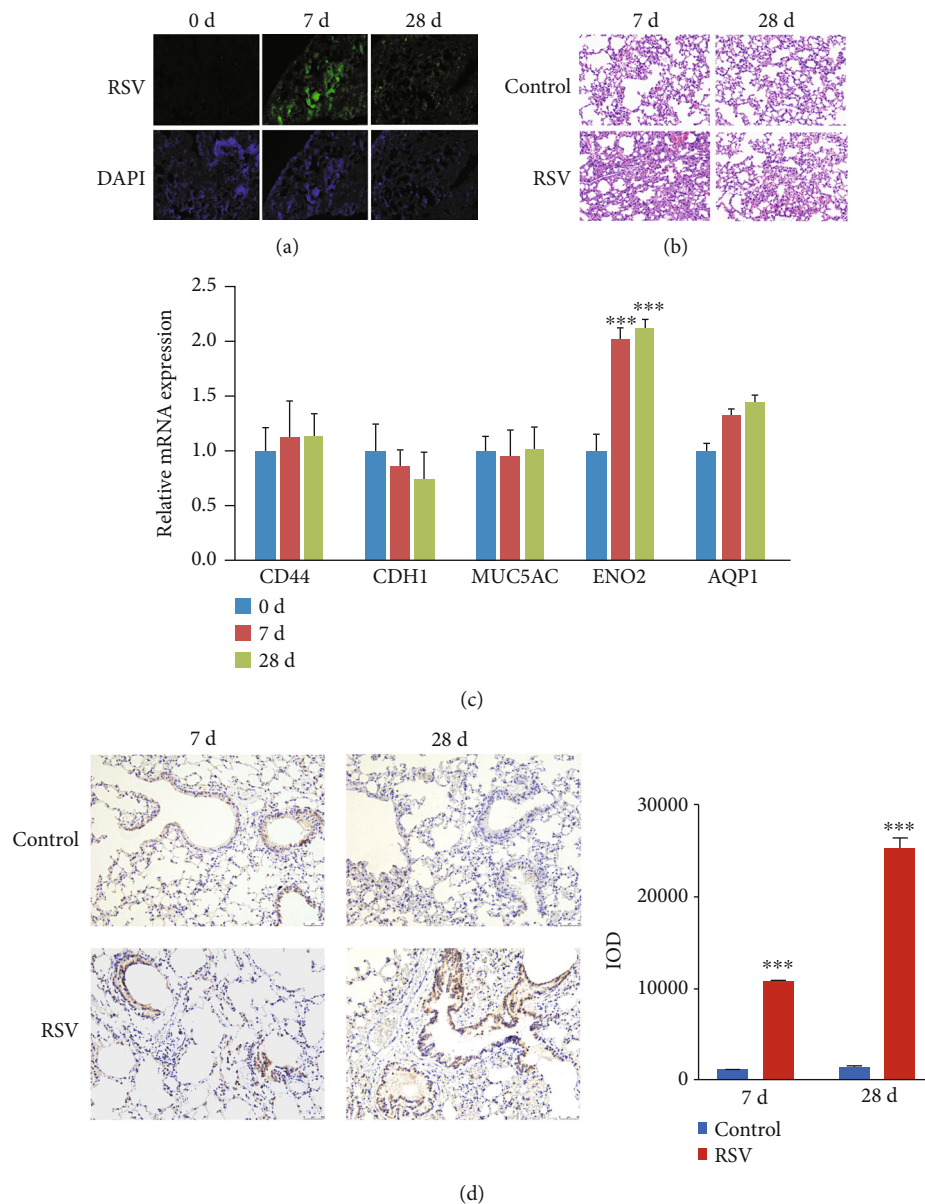 0 d 7 d 28 d
RSV
DAPI
(a)
7 d 28 d
Control
RSV
(b)
Relative mRNA expression
2.5
2.0
1.5
1.0
0.5
0.0
*** ***
CD44 CDH1 MUC5AC ENO2 AQP1
0 d
7 d
28 d
(c)
7 d 28 d
Control
RSV
IOD
30000
20000
10000
0
***
***
7 d 28 d
Control
RSV
(d)